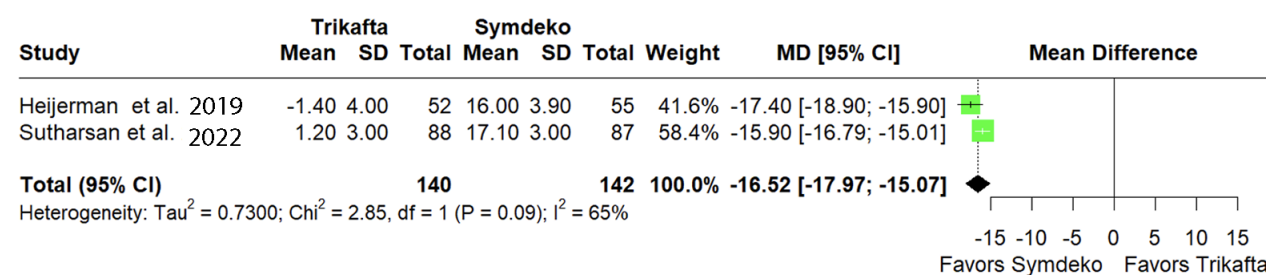 Trikafta Symdeko
Study Mean SD Total Mean SD Total Weight MD [95% CI] Mean Difference
Heijerman et al. 2019 -1.40 4.00 52 16.00 3.90 55 41.6% -17.40 [-18.90; -15.90]
Sutharsan et al. 2022 1.20 3.00 88 17.10 3.00 87 58.4% -15.90 [-16.79; -15.01]
Total (95% CI) 140 142 100.0% -16.52 [-17.97; -15.07]
Heterogeneity: Tau² = 0.7300; Chi² = 2.85, df = 1 (P = 0.09); I² = 65%
-15 -10 -5 0 5 10 15
Favors Symdeko Favors Trikafta